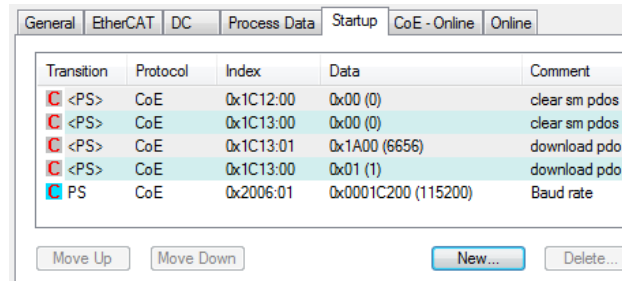 General EtherCAT DC Process Data Startup CoE - Online Online
Transition Protocol Index Data Comment
C <PS> CoE 0x1C12:00 0x00 (0) clear sm pdos
C <PS> CoE 0x1C13:00 0x00 (0) clear sm pdos
C <PS> CoE 0x1C13:01 0x1A00 (6656) download pdo
C <PS> CoE 0x1C13:00 0x01 (1) download pdo
C PS CoE 0x2006:01 0x0001C200 (115200) Baud rate
Move Up Move Down New... Delete...